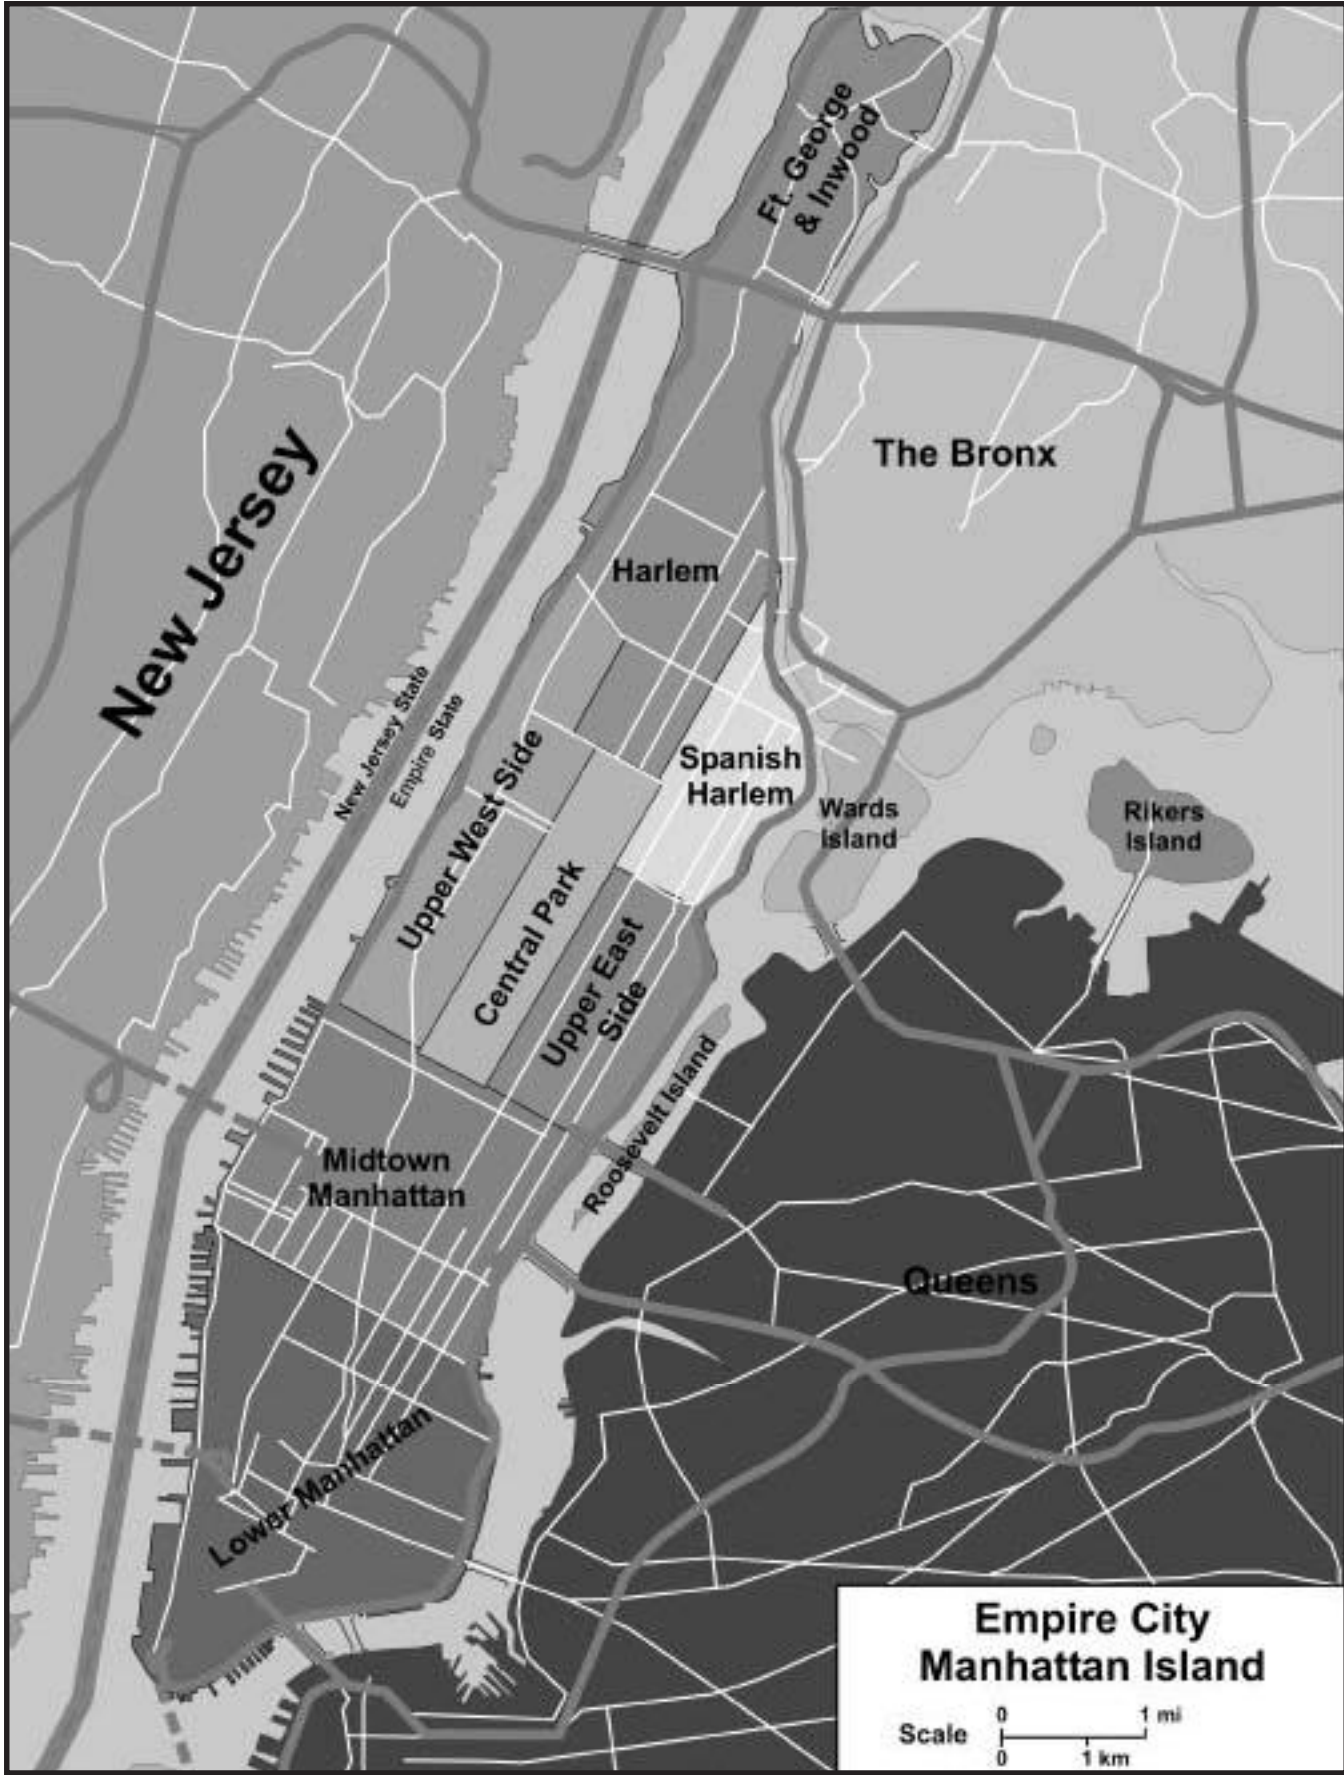 Ft. George
& Inwood
The Bronx
New Jersey
Harlem
New Jersey State
Empire State
Upper West Side
Spanish
Harlem
Wards
Island
Rikers
Island
Central Park
Upper East
Side
Roosevelt Island
Midtown
Manhattan
Queens
Lower Manhattan
Empire City
Manhattan Island
Scale
0 1 mi
0 1 km